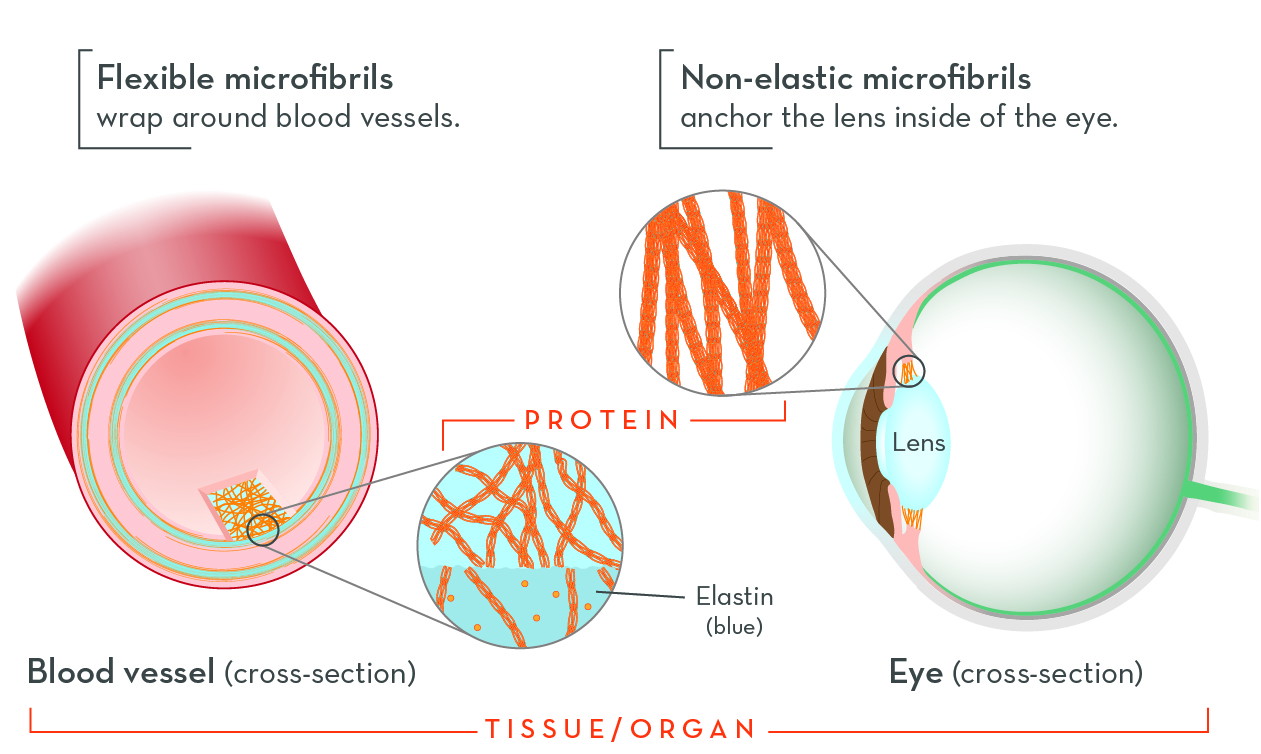 Flexible microfibrils
wrap around blood vessels.
Non-elastic microfibrils
anchor the lens inside of the eye.
PROTEIN
Lens
Elastin
(blue)
Blood vessel (cross-section)
Eye (cross-section)
TISSUE/ORGAN